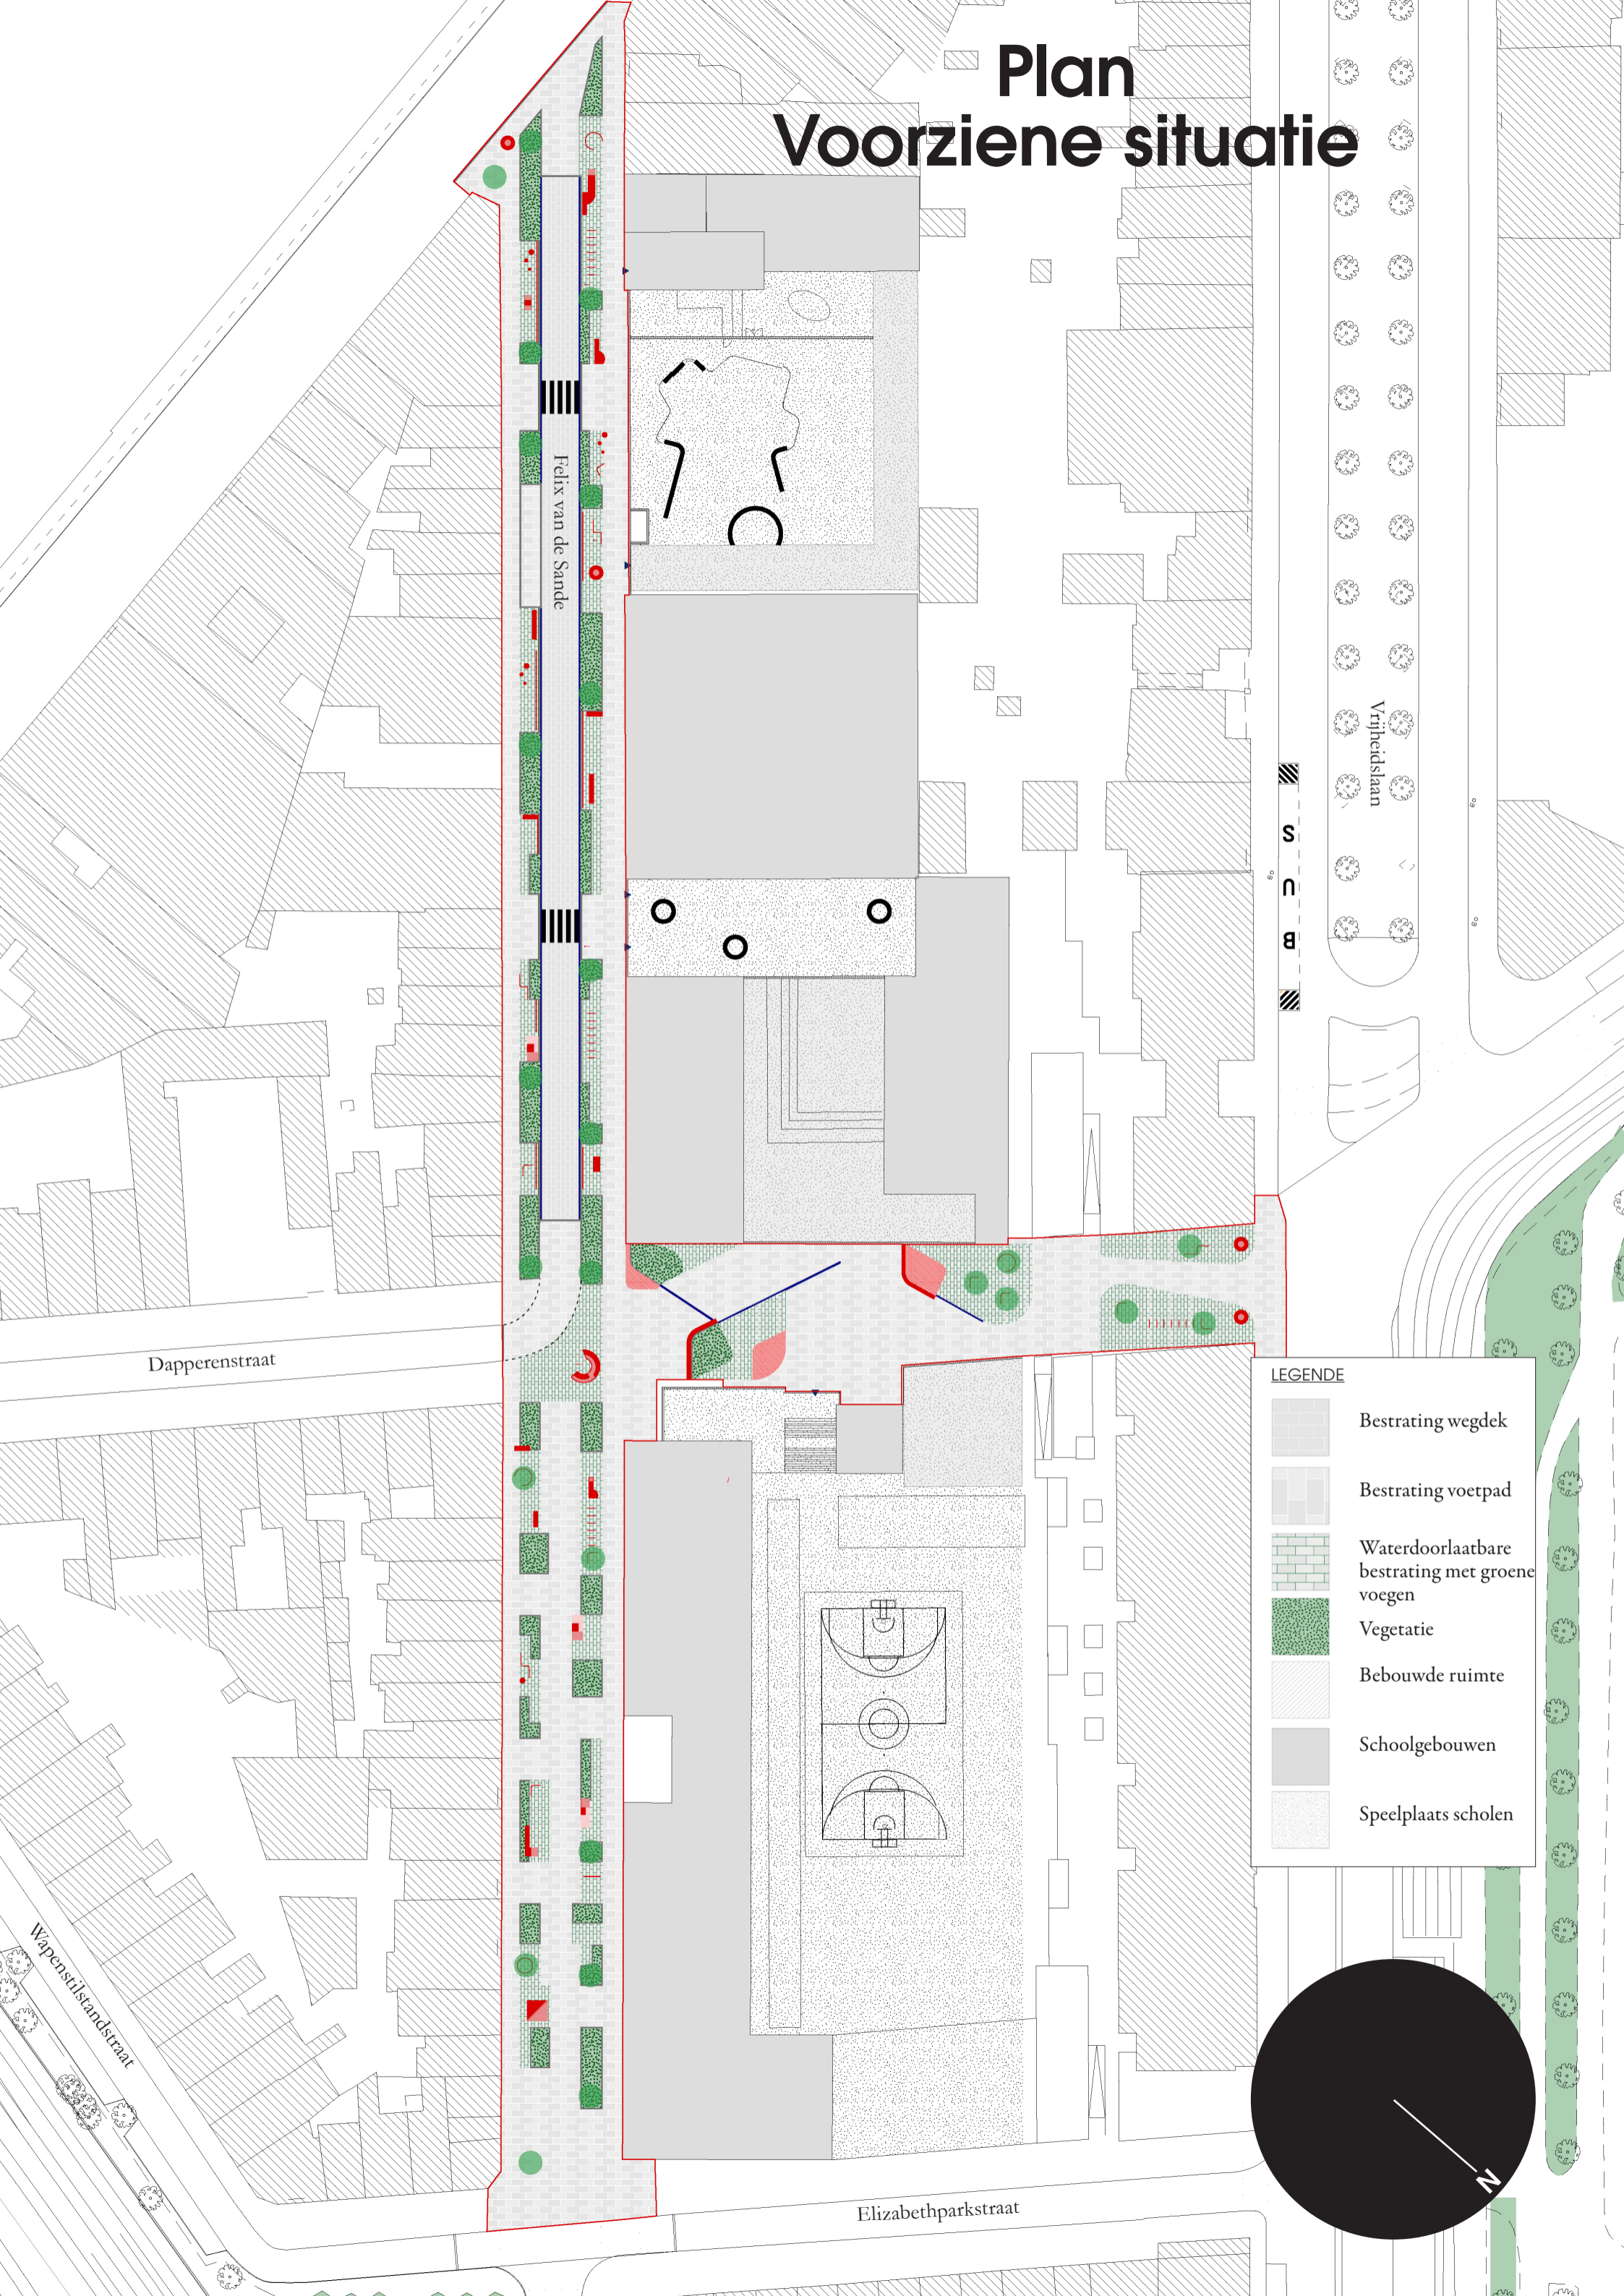 Plan
Voorziene situatie
Felix van de Sande
Vrijheidslaan
B U S
Dapperenstraat
LEGENDE
Bestrating wegdek
Bestrating voetpad
Waterdoorlaatbare
bestrating met groene
voegen
Vegetatie
Bebouwde ruimte
Schoolgebouwen
Speelplaats scholen
Wapenstilstandstraat
Elizabethparkstraat
N